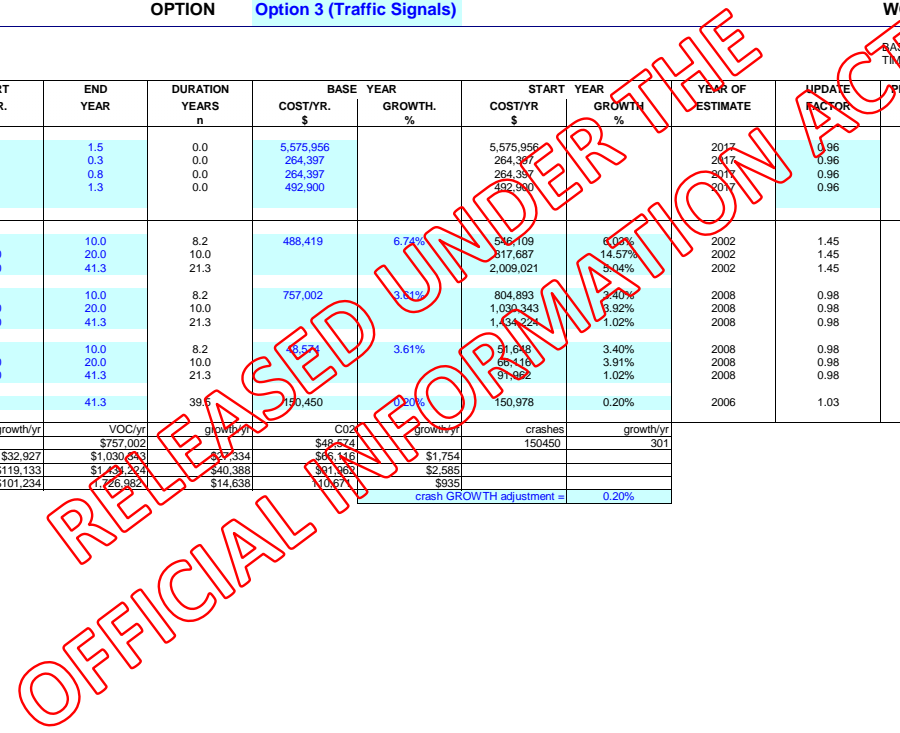 OPTION Option 3 (Traffic Signals)
RT END DURATION BASE YEAR START YEAR YEAR OF UPDATE
R. YEAR YEARS COST/YR. GROWTH. COST/YR GROWTH ESTIMATE FACTOR
n $ % $ %
1.5 0.0 5,575,956 5,575,956 2017 0.96
0.3 0.0 264,397 264,397 2017 0.96
0.8 0.0 264,397 264,397 2017 0.96
1.3 0.0 492,900 492,900 2017 0.96
10.0 8.2 488,419 6.74% 546,109 6.03% 2002 1.45
20.0 10.0 817,687 14.57% 2002 1.45
41.3 21.3 2,009,021 5.04% 2002 1.45
10.0 8.2 757,002 3.61% 804,893 3.40% 2008 0.98
20.0 10.0 1,030,343 3.92% 2008 0.98
41.3 21.3 1,434,224 1.02% 2008 0.98
10.0 8.2 48,574 3.61% 51,648 3.40% 2008 0.98
20.0 10.0 66,116 3.91% 2008 0.98
41.3 21.3 91,962 1.02% 2008 0.98
41.3 39.5 150,450 0.20% 150,978 0.20% 2006 1.03
growth/yr VOC/yr growth/yr C02 growth/yr crashes growth/yr
$757,002 $48,574 150450 301
$32,927 $1,030,343 $27,334 $66,116 $1,754
$119,133 $1,434,224 $40,388 $91,962 $2,585
$101,234 1,726,982 $14,638 110,671 $935
crash GROWTH adjustment = 0.20%
RELEASED UNDER THE
OFFICIAL INFORMATION ACT